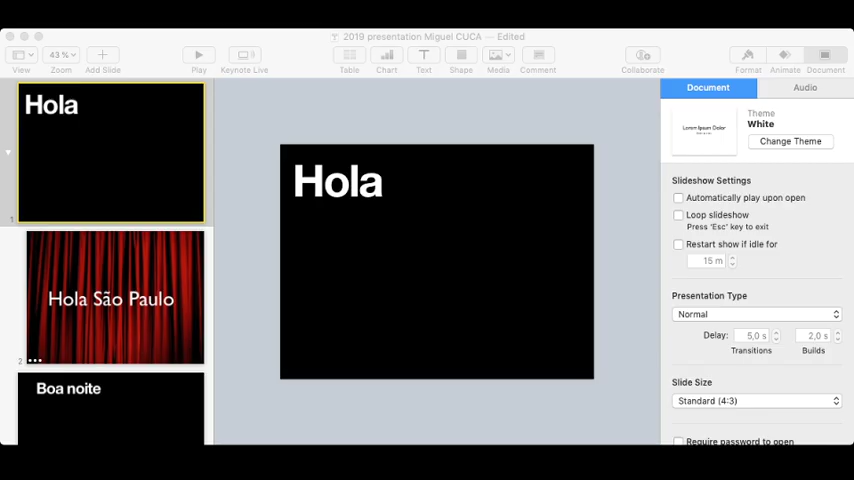 2019 presentation Miguel CUCA — Edited
View
43 %
Zoom
Add Slide
Play
Keynote Live
Table
Chart
Text
Shape
Media
Comment
Collaborate
Format
Animate
Document
Hola
1
Hola São Paulo
2
Boa noite
Hola
Document
Audio
Lorem Ipsum Dolor
Theme
White
Change Theme
Slideshow Settings
Automatically play upon open
Loop slideshow
Press 'Esc' key to exit
Restart show if idle for
15 m
Presentation Type
Normal
Delay: 5,0 s 2,0 s
Transitions Builds
Slide Size
Standard (4:3)
Require password to open